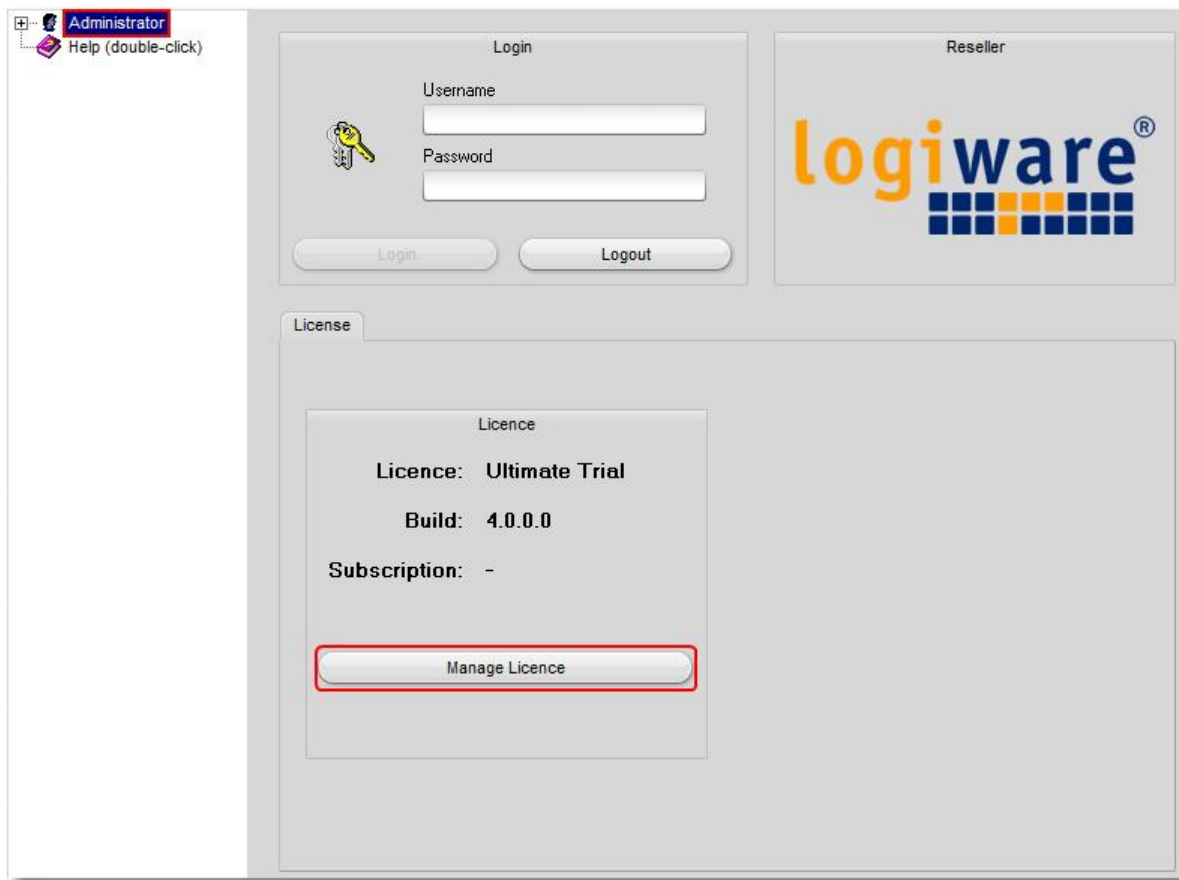 Administrator
Help (double-click)
Login
Username
Password
Login
Logout
Reseller
logiware®
License
Licence
Licence: Ultimate Trial
Build: 4.0.0.0
Subscription: -
Manage Licence